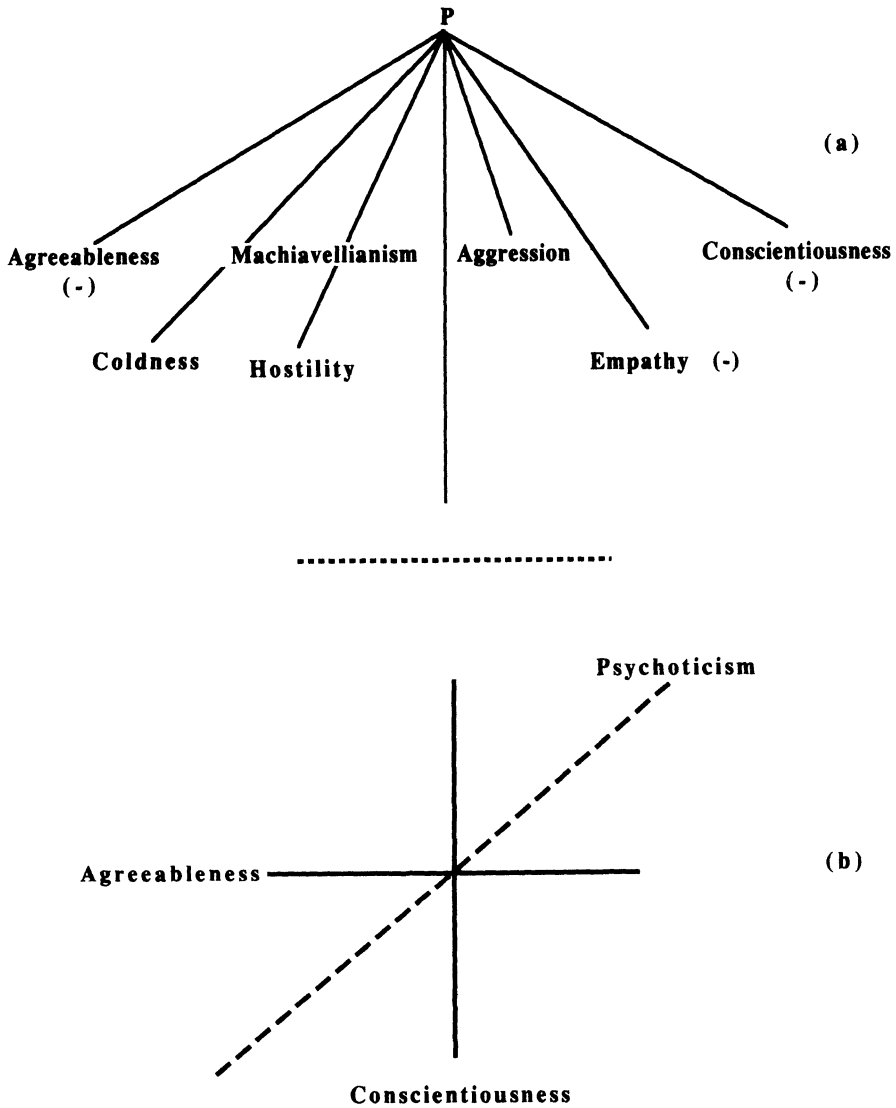 P
(a)
Agreeableness
(-)
Machiavellianism
Aggression
Conscientiousness
(-)
Coldness
Hostility
Empathy (-)
Psychoticism
Agreeableness
(b)
Conscientiousness